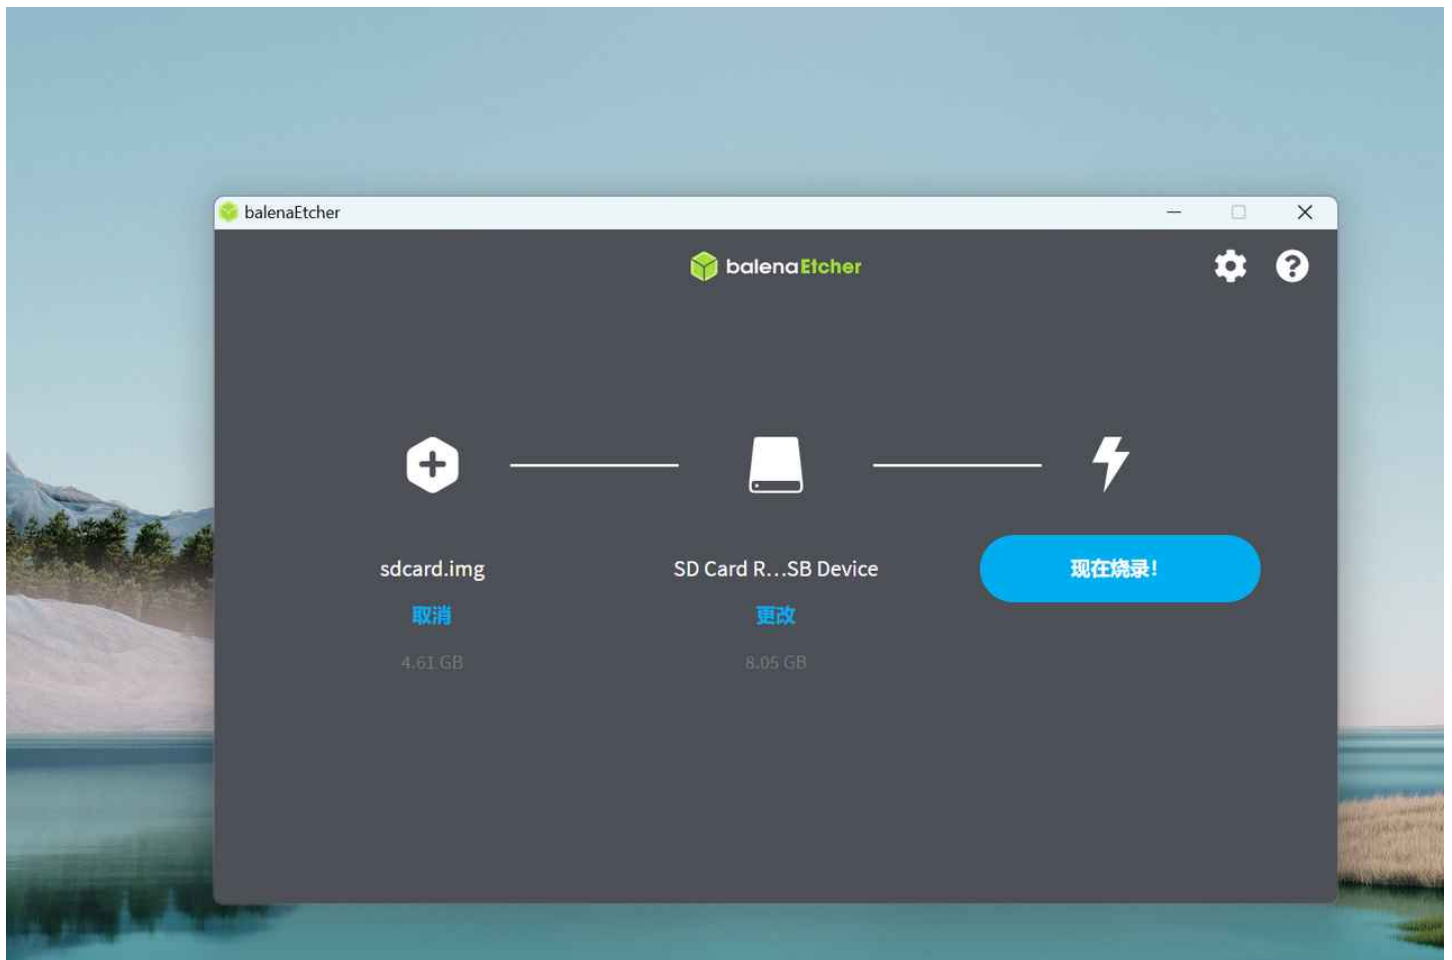 balenaEtcher
balenaEtcher
sdcard.img
取消
4.61 GB
SD Card R...SB Device
更改
8.05 GB
现在烧录!